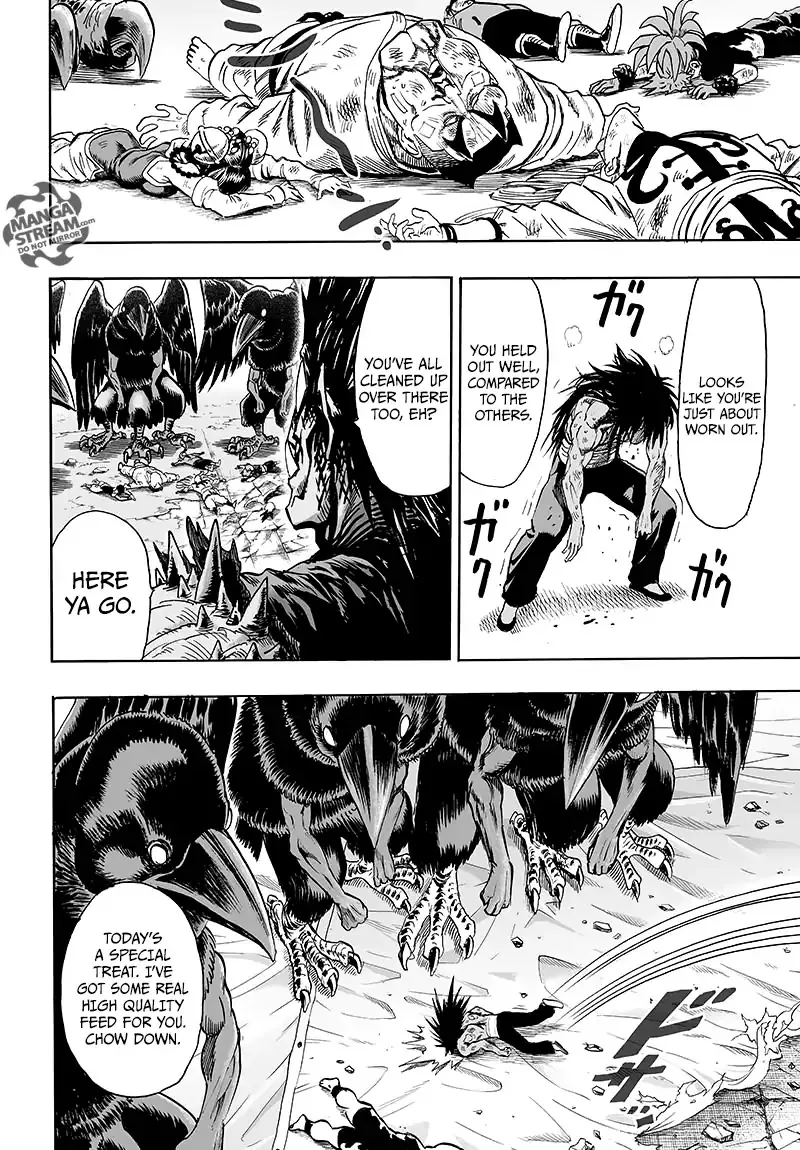 MANGA
STREAM.com
DO NOT MIRROR
ガク
LOOKS
LIKE YOU'RE
JUST ABOUT
WORN OUT.
YOU HELD
OUT WELL,
COMPARED
TO THE
OTHERS.
ガク
ガク
YOU'VE ALL
CLEANED UP
OVER THERE
TOO, EH?
HERE
YA GO.
TODAY'S
A SPECIAL
TREAT. I'VE
GOT SOME REAL
HIGH QUALITY
FEED FOR YOU.
CHOW DOWN.
ドサ